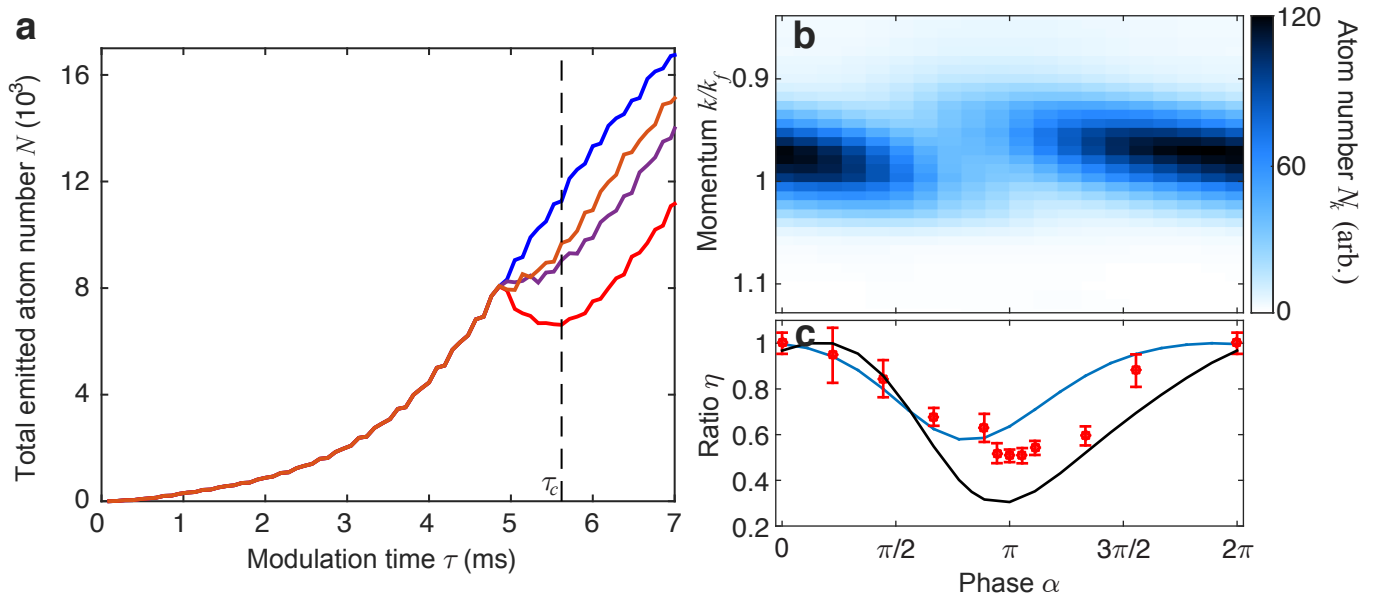 a
Total emitted atom number N (10³)
16
12
8
4
0
τc
0 1 2 3 4 5 6 7
Modulation time τ (ms)
b
Momentum k/kf
0.9
1
1.1
120
60
0
Atom number Nk (arb.)
c
Ratio η
1
0.8
0.6
0.4
0.2
0 π/2 π 3π/2 2π
Phase α